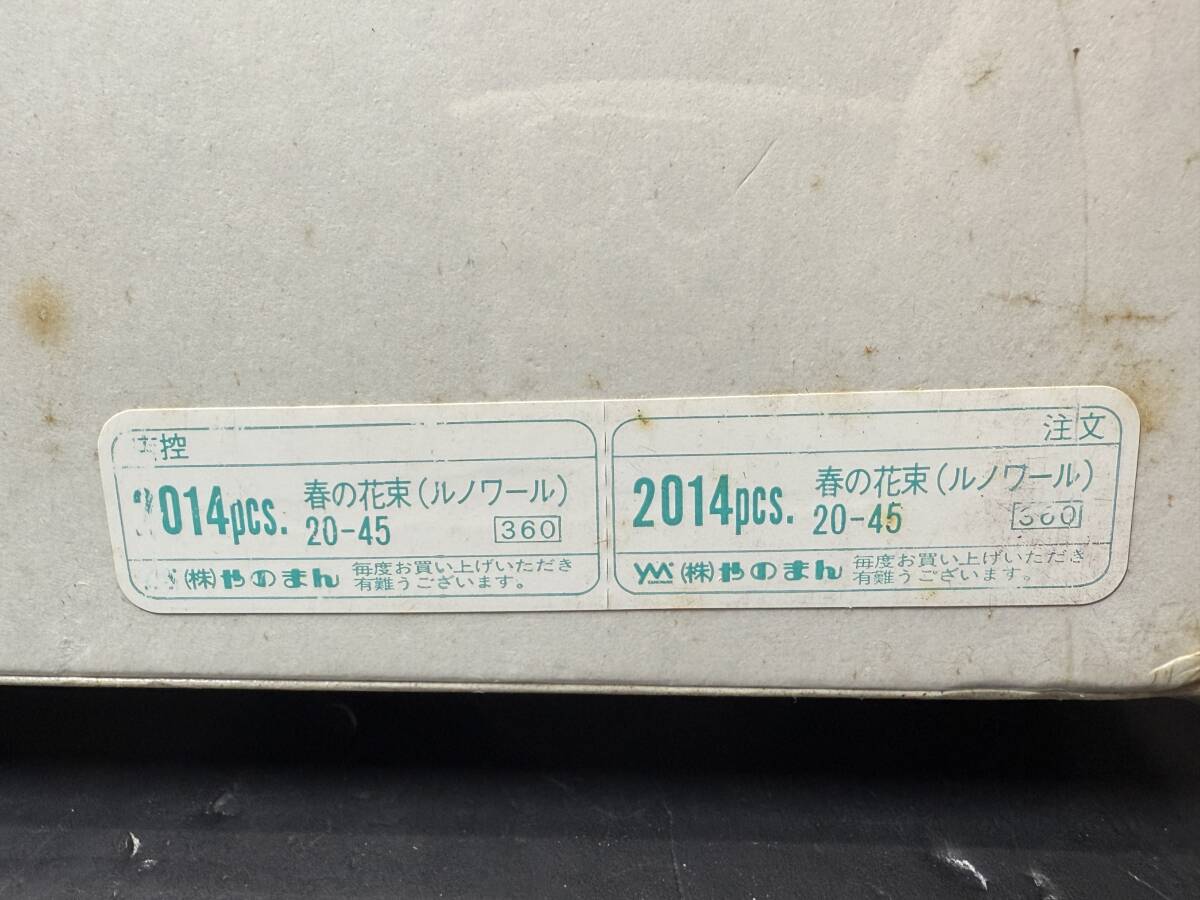 控
2014pcs. 春の花束(ルノワール)
20-45 360
(株)やのまん 毎度お買い上げいただき
有難うございます。
注文
2014pcs. 春の花束(ルノワール)
20-45 360
YM (株)やのまん 毎度お買い上げいただき
有難うございます。